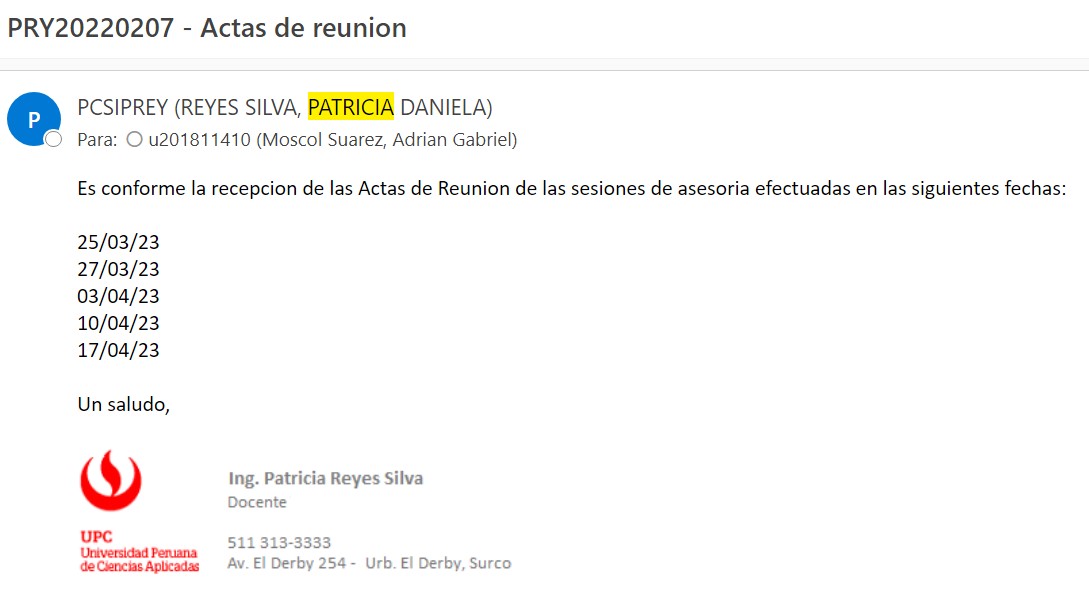 PRY20220207 - Actas de reunion
P
PCSIPREY (REYES SILVA, PATRICIA DANIELA)
Para: u201811410 (Moscol Suarez, Adrian Gabriel)
Es conforme la recepcion de las Actas de Reunion de las sesiones de asesoria efectuadas en las siguientes fechas:
25/03/23
27/03/23
03/04/23
10/04/23
17/04/23
Un saludo,
Ing. Patricia Reyes Silva
Docente
UPC
Universidad Peruana
de Ciencias Aplicadas
511 313-3333
Av. El Derby 254 - Urb. El Derby, Surco